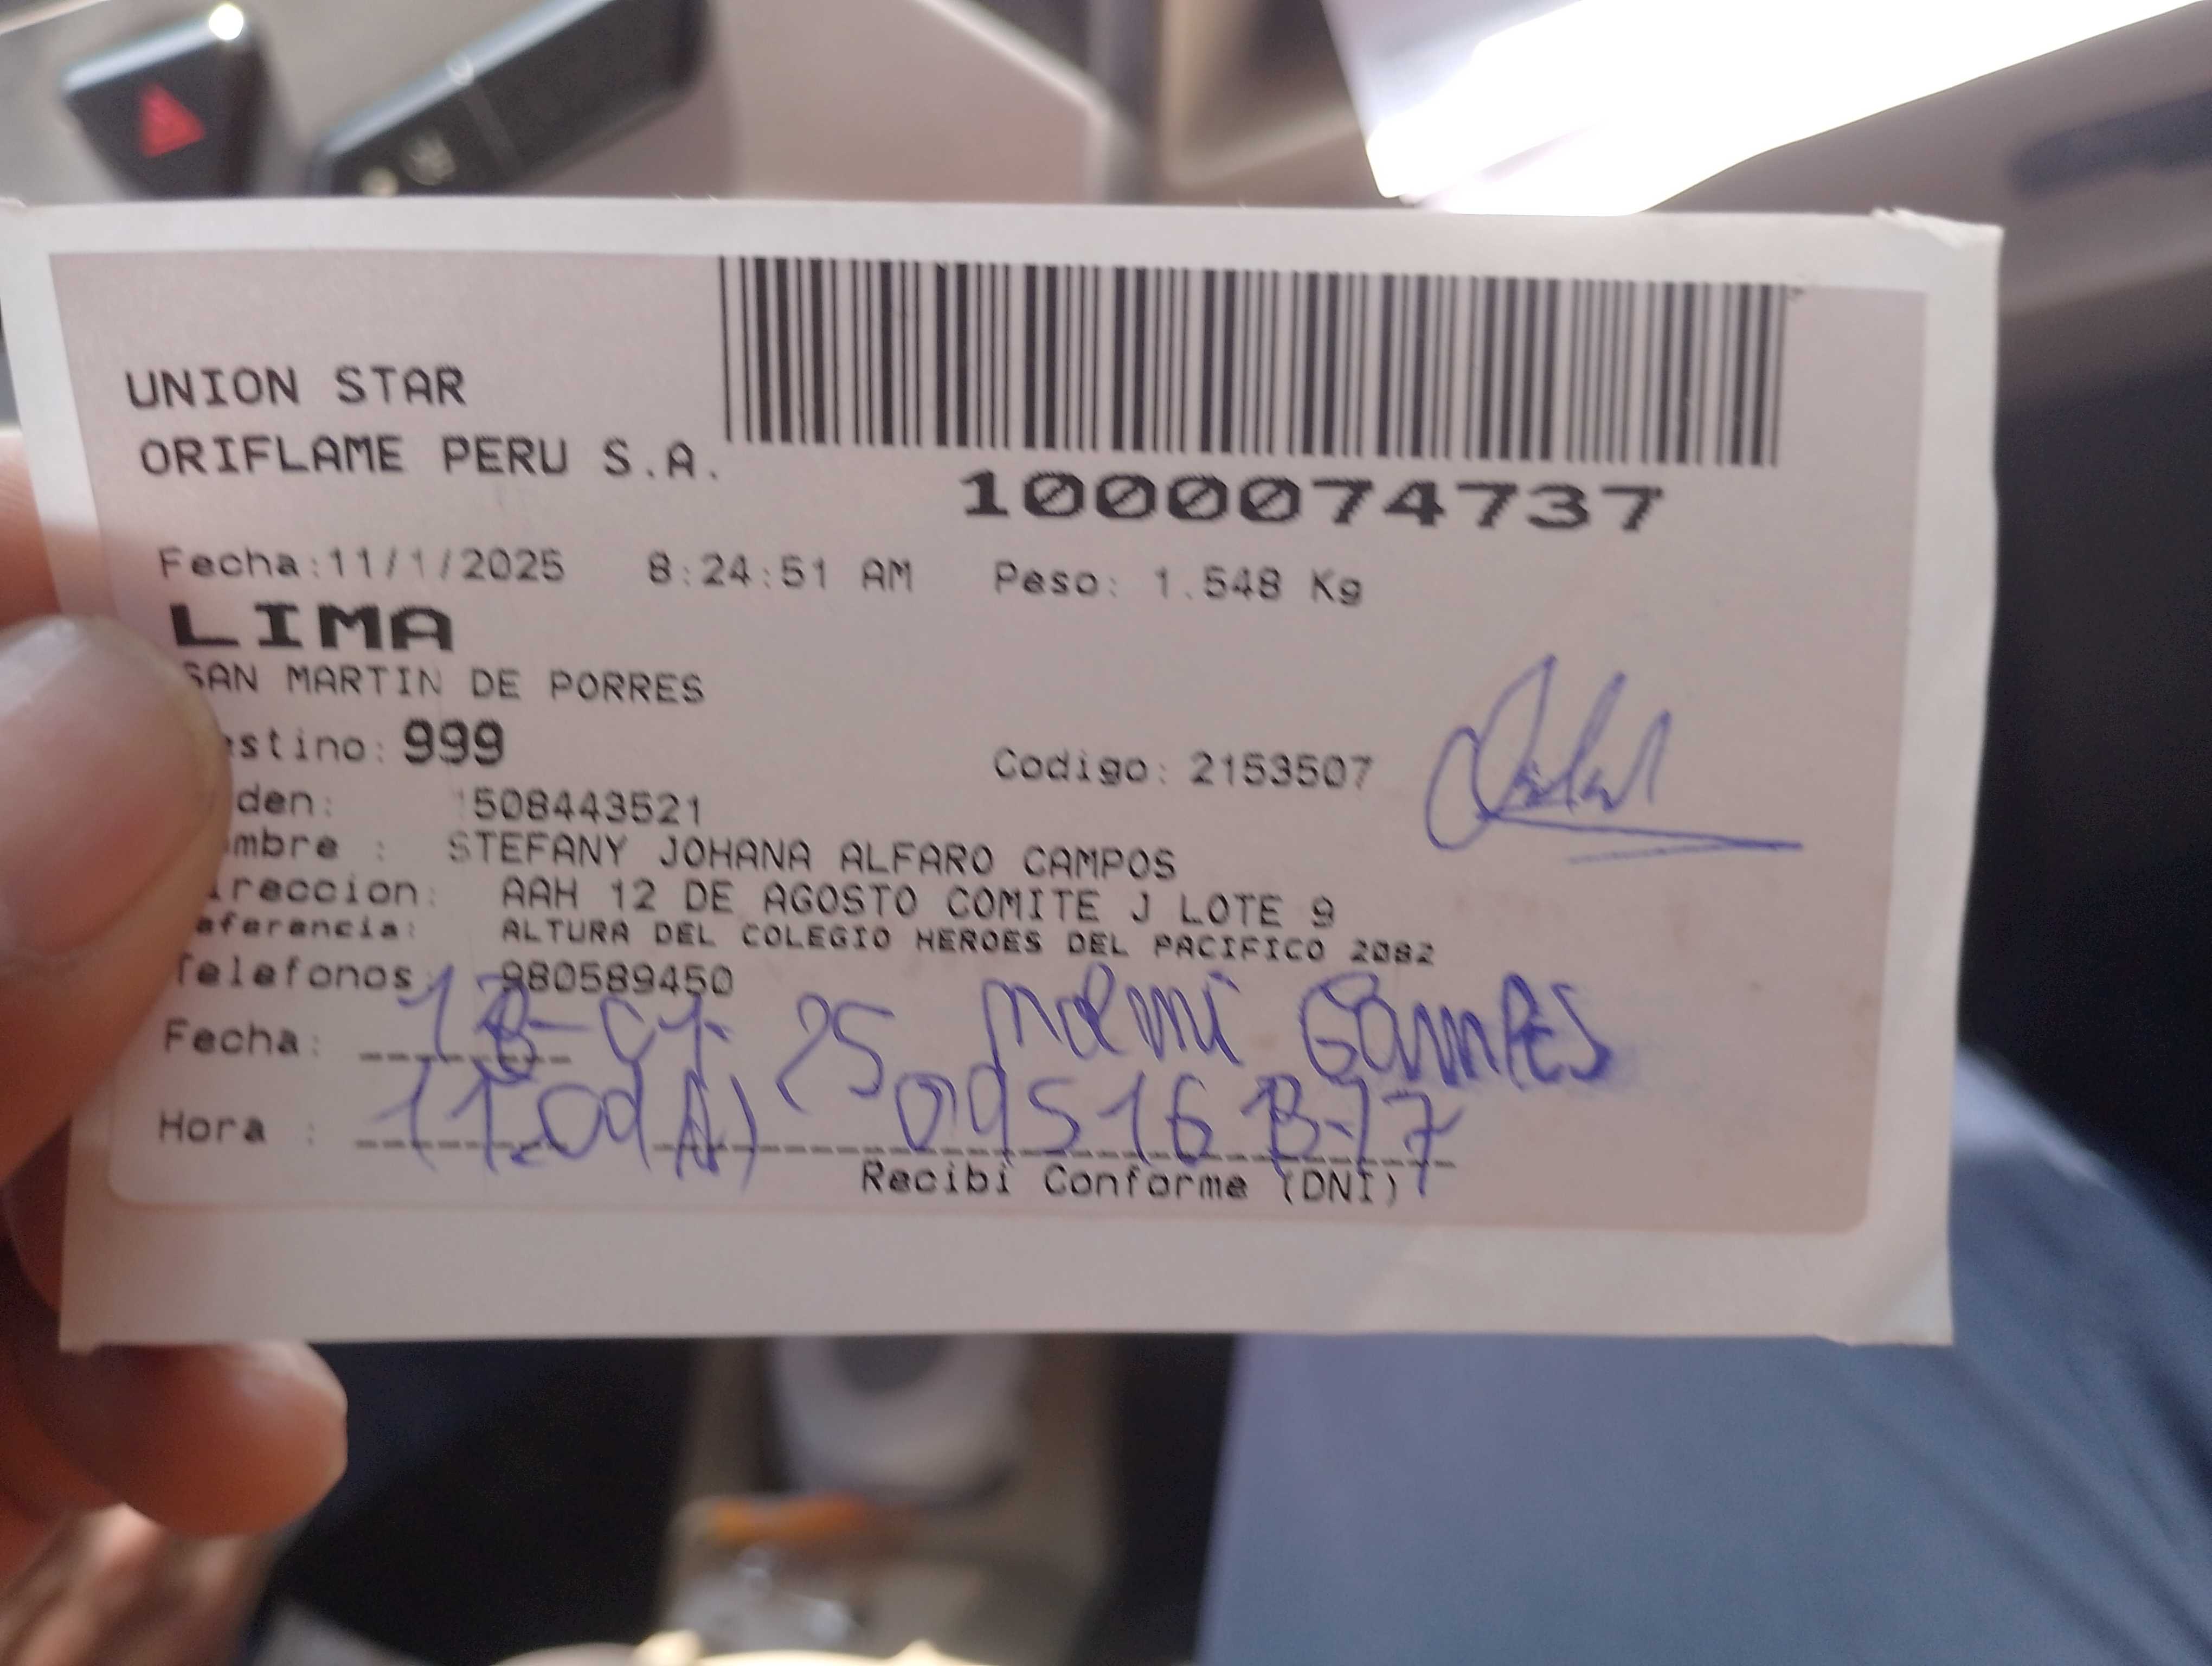 UNION STAR
ORIFLAME PERU S.A.
1000074737
Fecha:11/1/2025 8:24:51 AM Peso: 1.548 Kg
LIMA
SAN MARTIN DE PORRES
estino: 999 Codigo: 2153507
den: 1508443521
mbre : STEFANY JOHANA ALFARO CAMPOS
ireccion: AAH 12 DE AGOSTO COMITE J LOTE 9
eferencia: ALTURA DEL COLEGIO HEROES DEL PACIFICO 2082
Telefonos: 980589450
Fecha: 25
Hora :
Recibi Conforme (DNI)